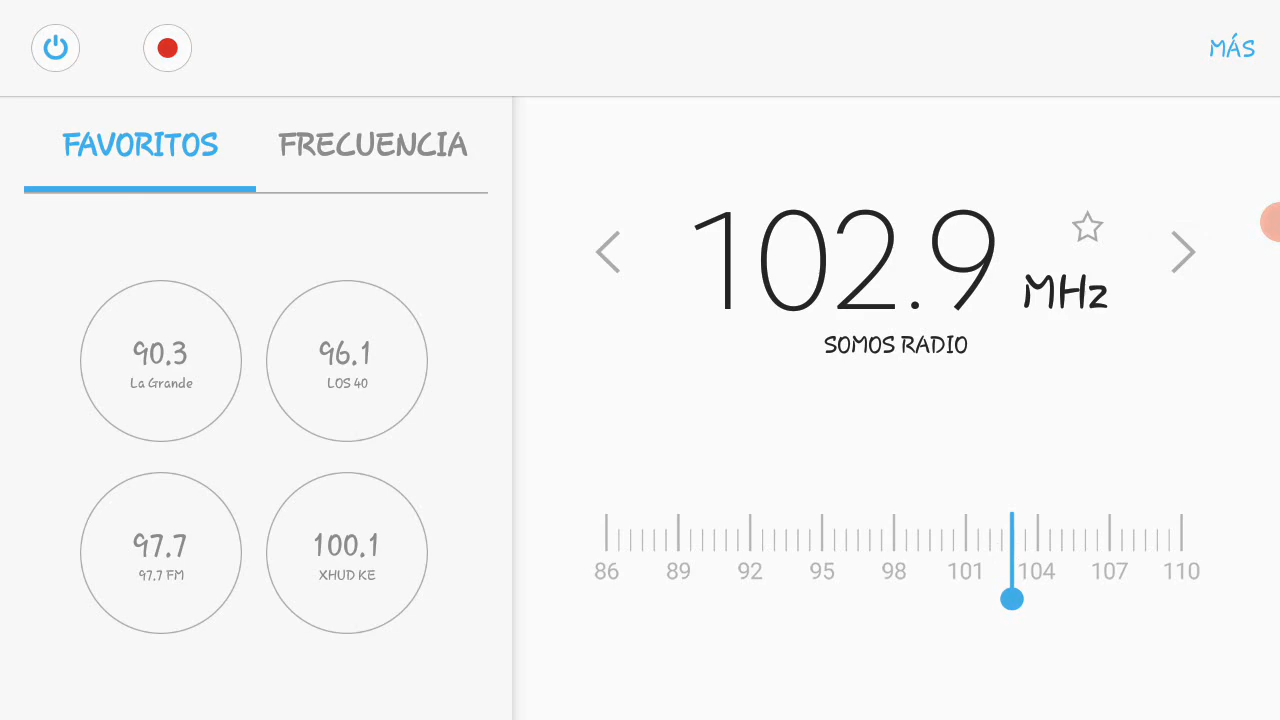 MÁS
FAVORITOS FRECUENCIA
90.3
La Grande
96.1
LOS 40
97.7
97.7 FM
100.1
XHUD KE
102.9 MHz
SOMOS RADIO
86 89 92 95 98 101 104 107 110